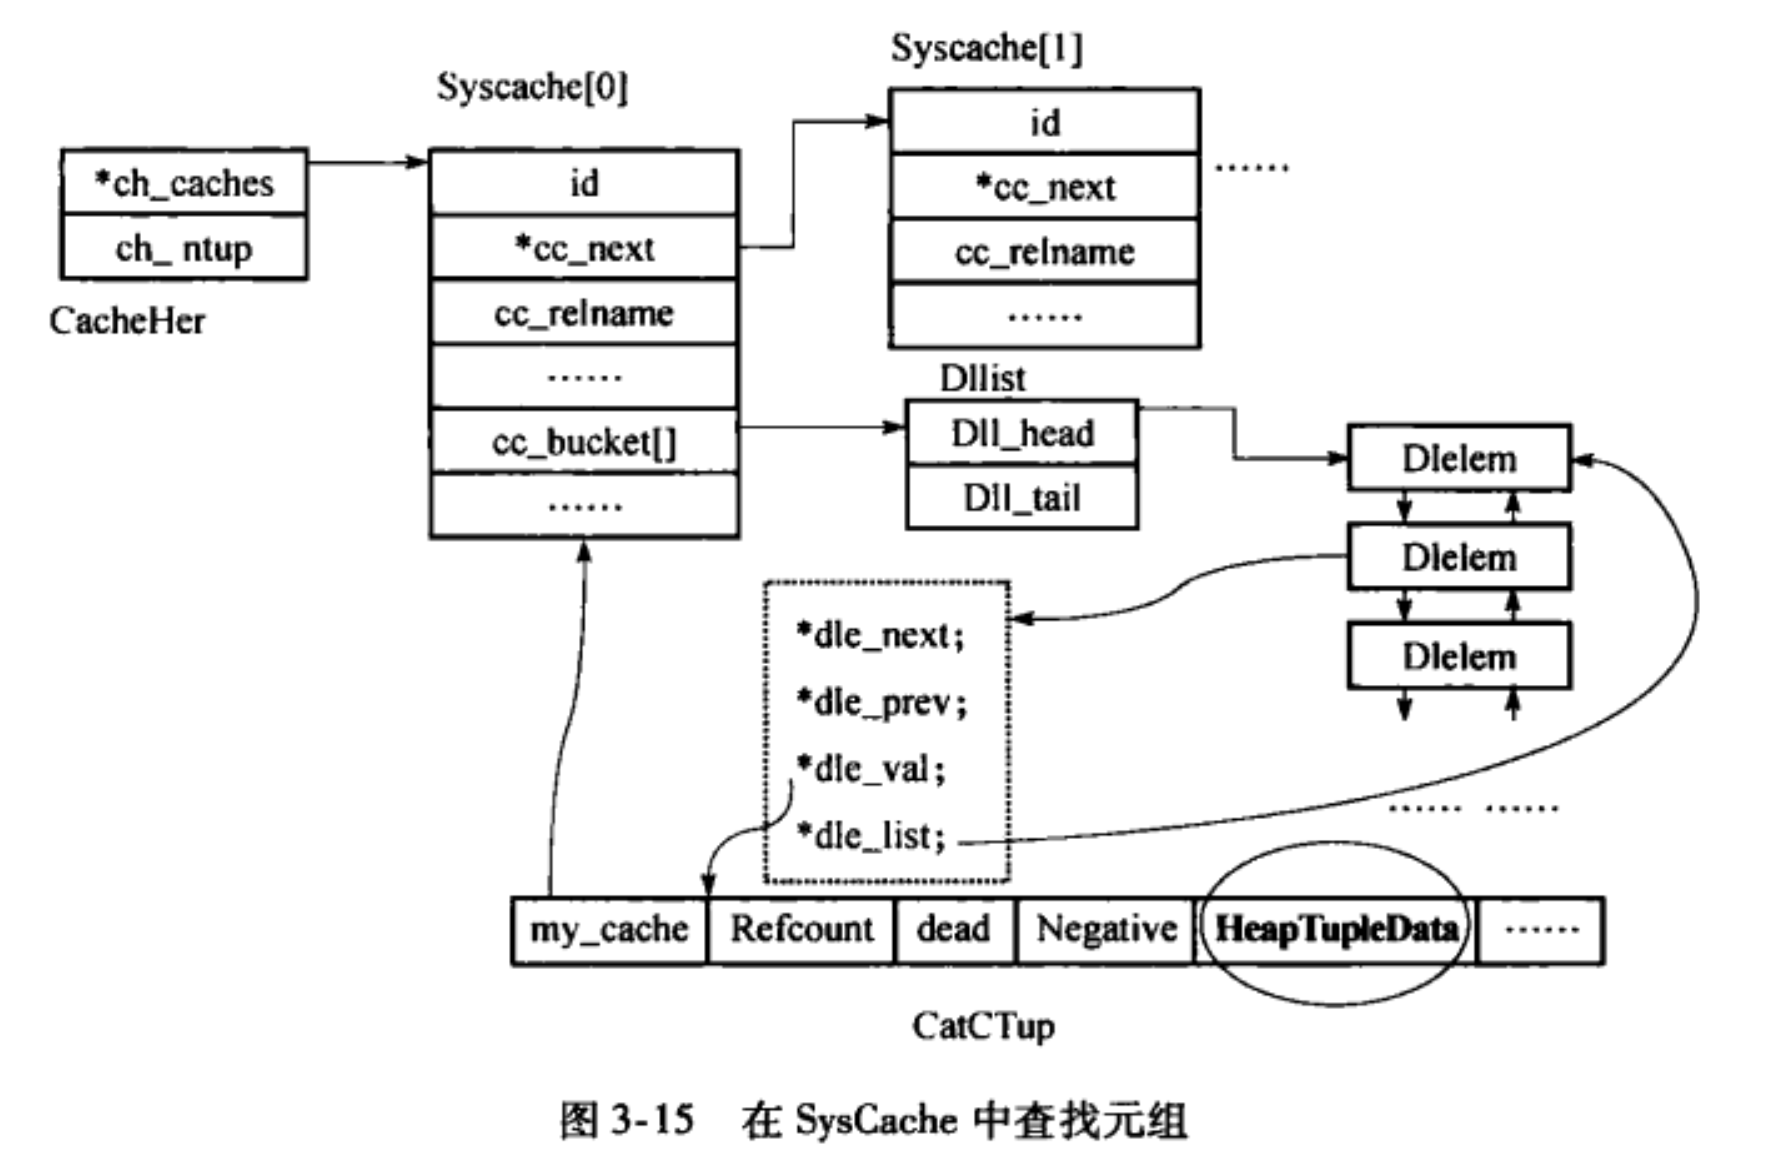 Syscache[1]
Syscache[0]
id
*ch_caches
id
*cc_next
......
ch_ ntup
*cc_next
cc_relname
CacheHer
cc_relname
......
......
Dllist
cc_bucket[]
Dll_head
Dlelem
......
Dll_tail
Dlelem
*dle_next;
Dlelem
*dle_prev;
*dle_val;
*dle_list;
...... ......
my_cache Refcount dead Negative HeapTupleData ......
CatCTup
图 3-15 在 SysCache 中查找元组